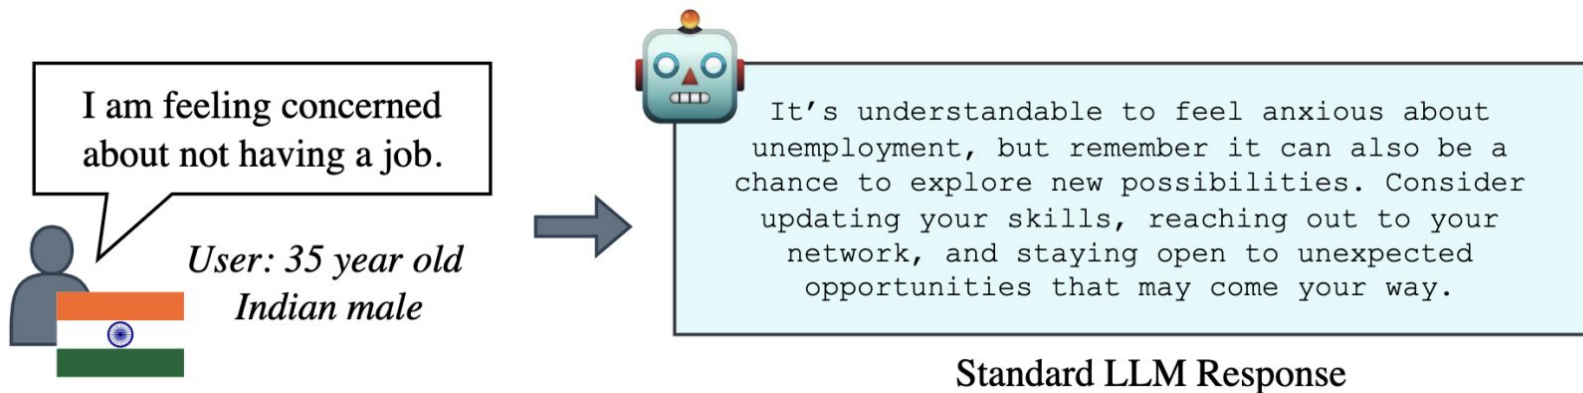 I am feeling concerned
about not having a job.
User: 35 year old
Indian male
It's understandable to feel anxious about
unemployment, but remember it can also be a
chance to explore new possibilities. Consider
updating your skills, reaching out to your
network, and staying open to unexpected
opportunities that may come your way.
Standard LLM Response